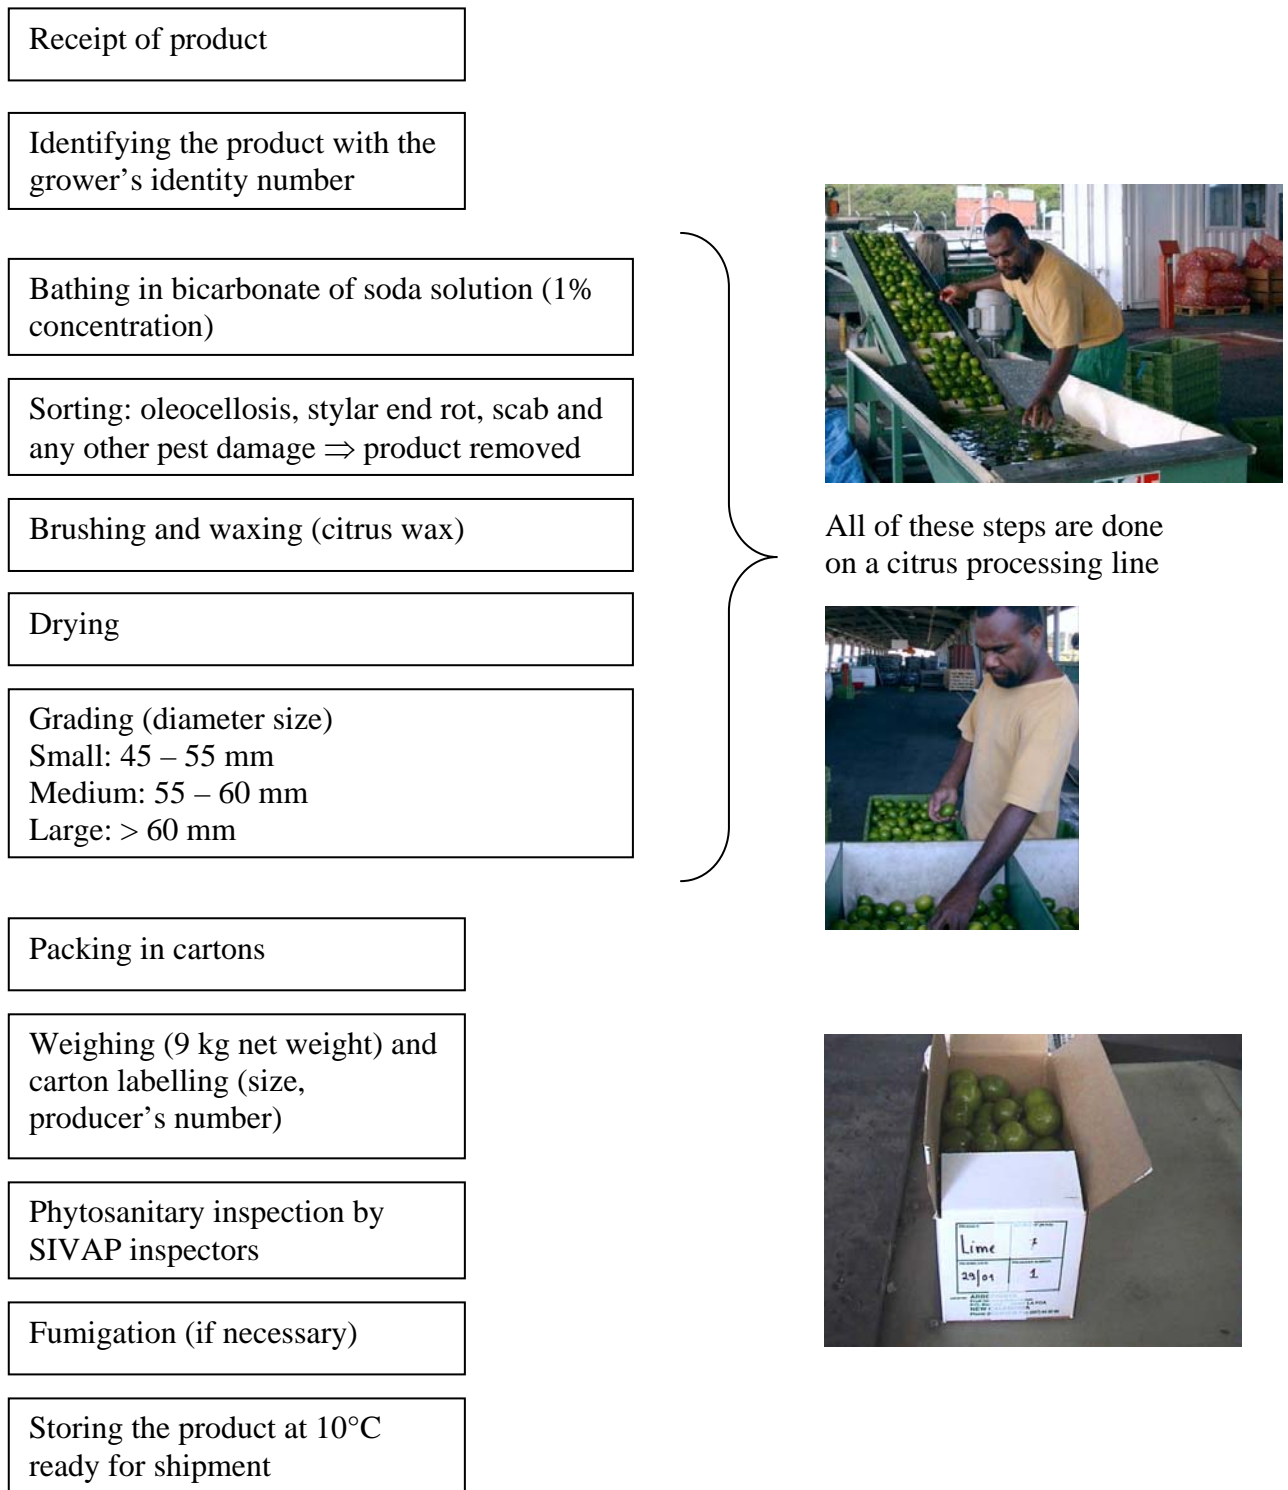 Receipt of product
Identifying the product with the
grower’s identity number
Bathing in bicarbonate of soda solution (1%
concentration)
Sorting: oleocellosis, stylar end rot, scab and
any other pest damage ⇒ product removed
Brushing and waxing (citrus wax)
Drying
Grading (diameter size)
Small: 45 – 55 mm
Medium: 55 – 60 mm
Large: > 60 mm
All of these steps are done
on a citrus processing line
Packing in cartons
Weighing (9 kg net weight) and
carton labelling (size,
producer’s number)
Phytosanitary inspection by
SIVAP inspectors
Fumigation (if necessary)
Storing the product at 10°C
ready for shipment
Lime
29/01 1